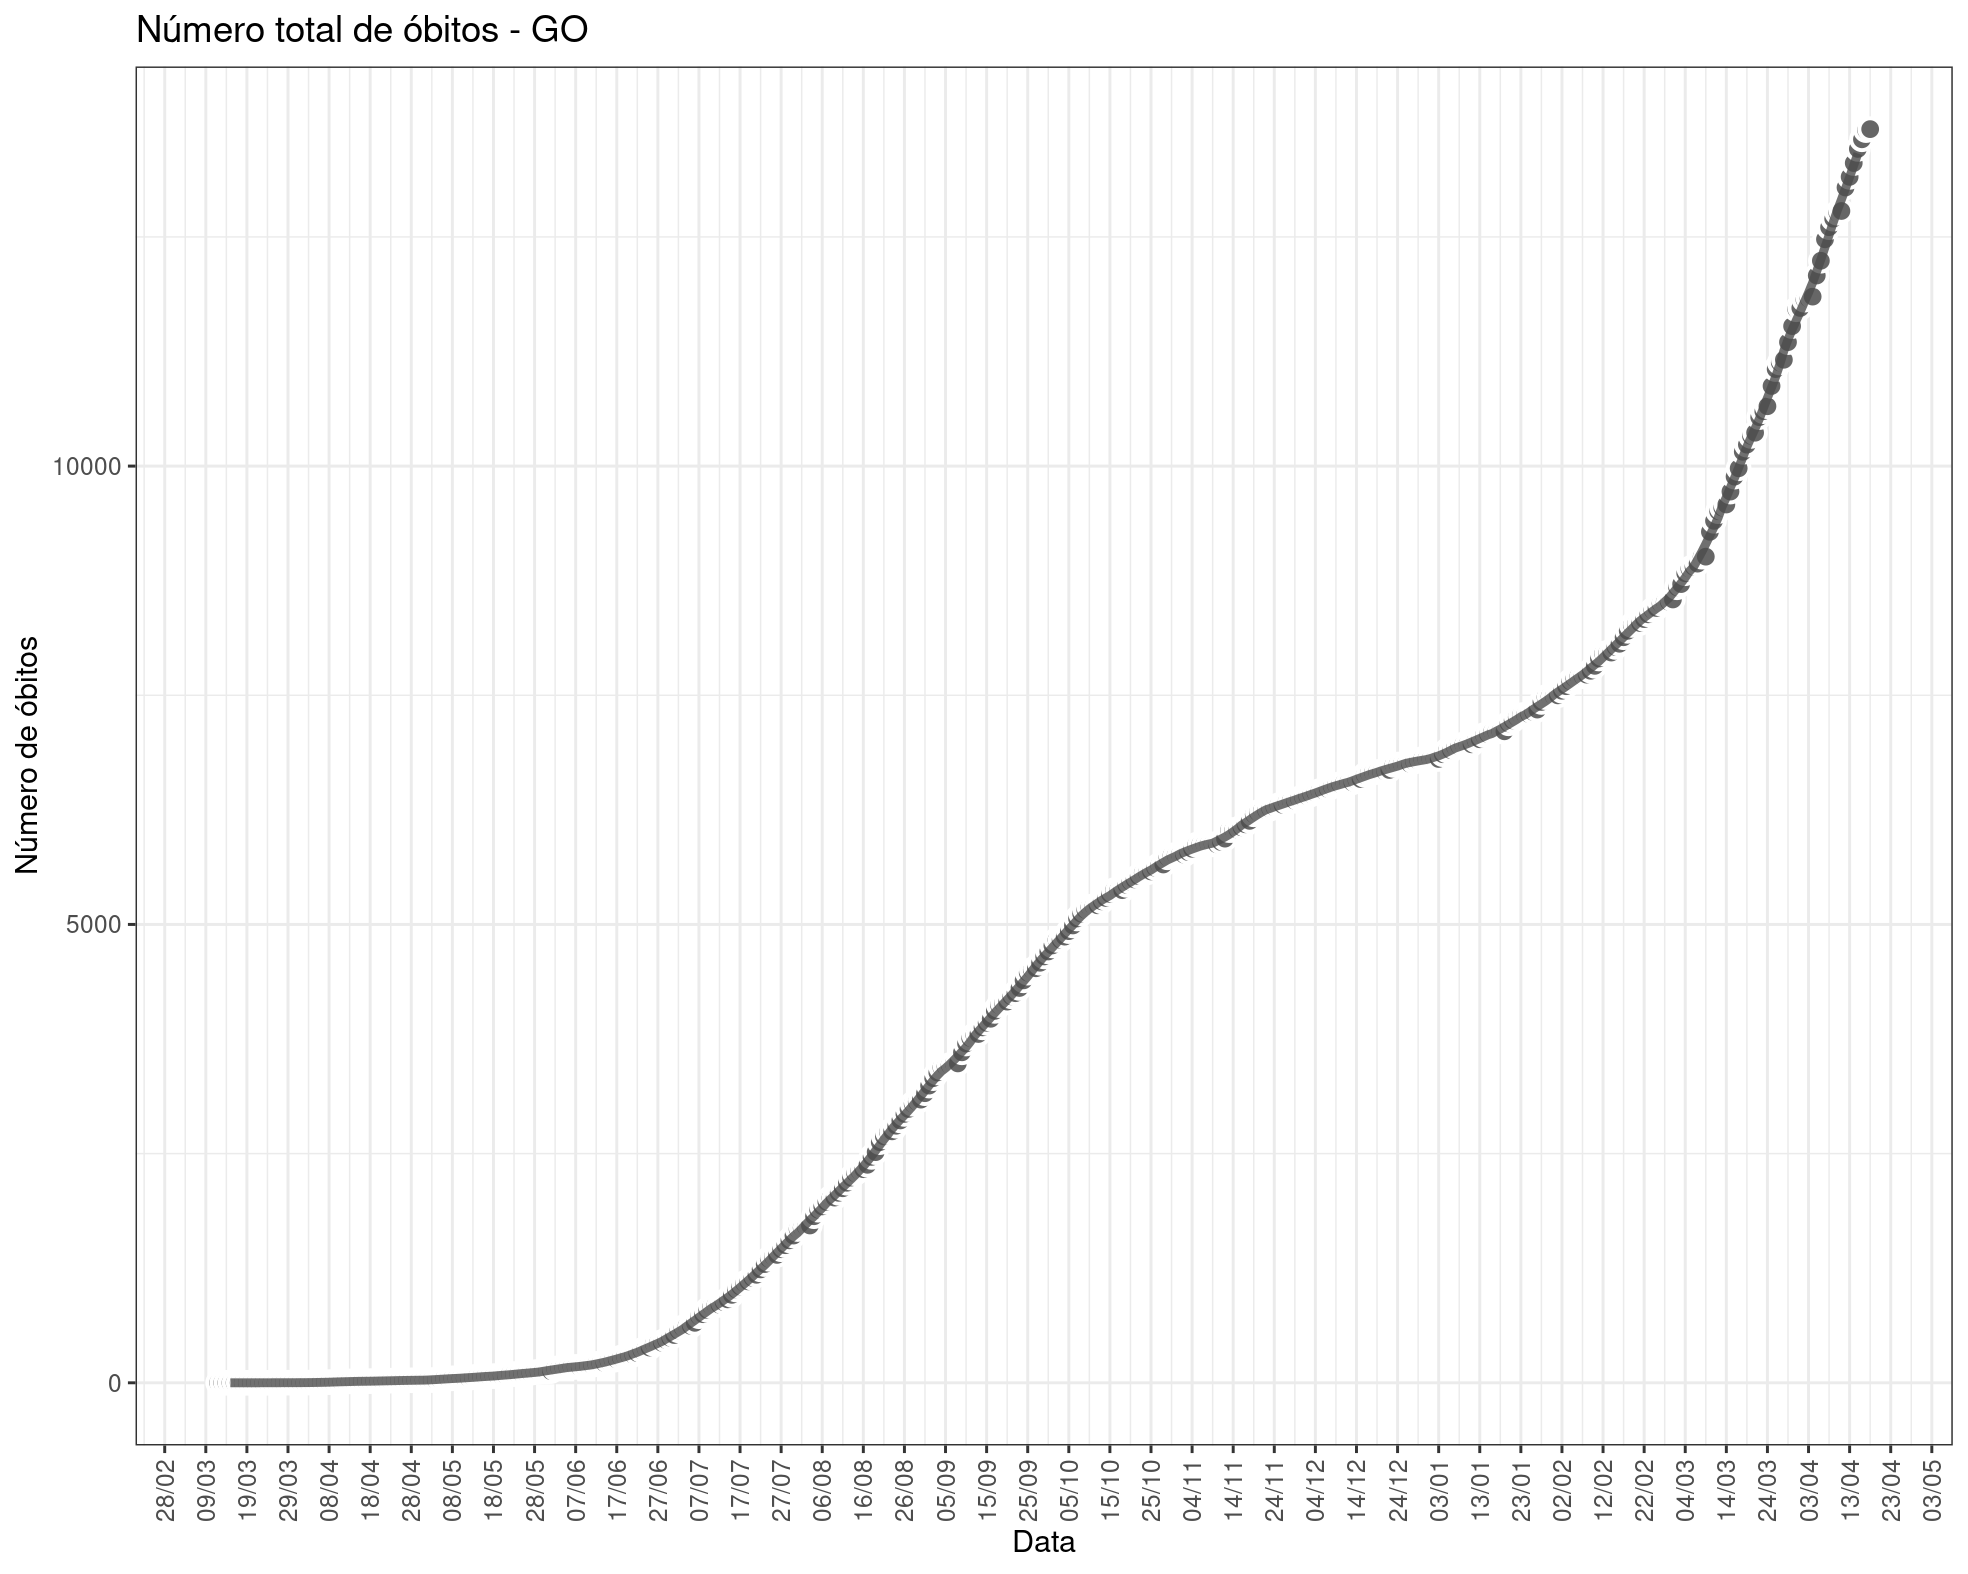 Número total de óbitos - GO
Número de óbitos
10000
5000
0
28/02 09/03 19/03 29/03 08/04 18/04 28/04 08/05 18/05 28/05 07/06 17/06 27/06 07/07 17/07 27/07 06/08 16/08 26/08 05/09 15/09 25/09 05/10 15/10 25/10 04/11 14/11 24/11 04/12 14/12 24/12 03/01 13/01 23/01 02/02 12/02 22/02 04/03 14/03 24/03 03/04 13/04 23/04 03/05
Data